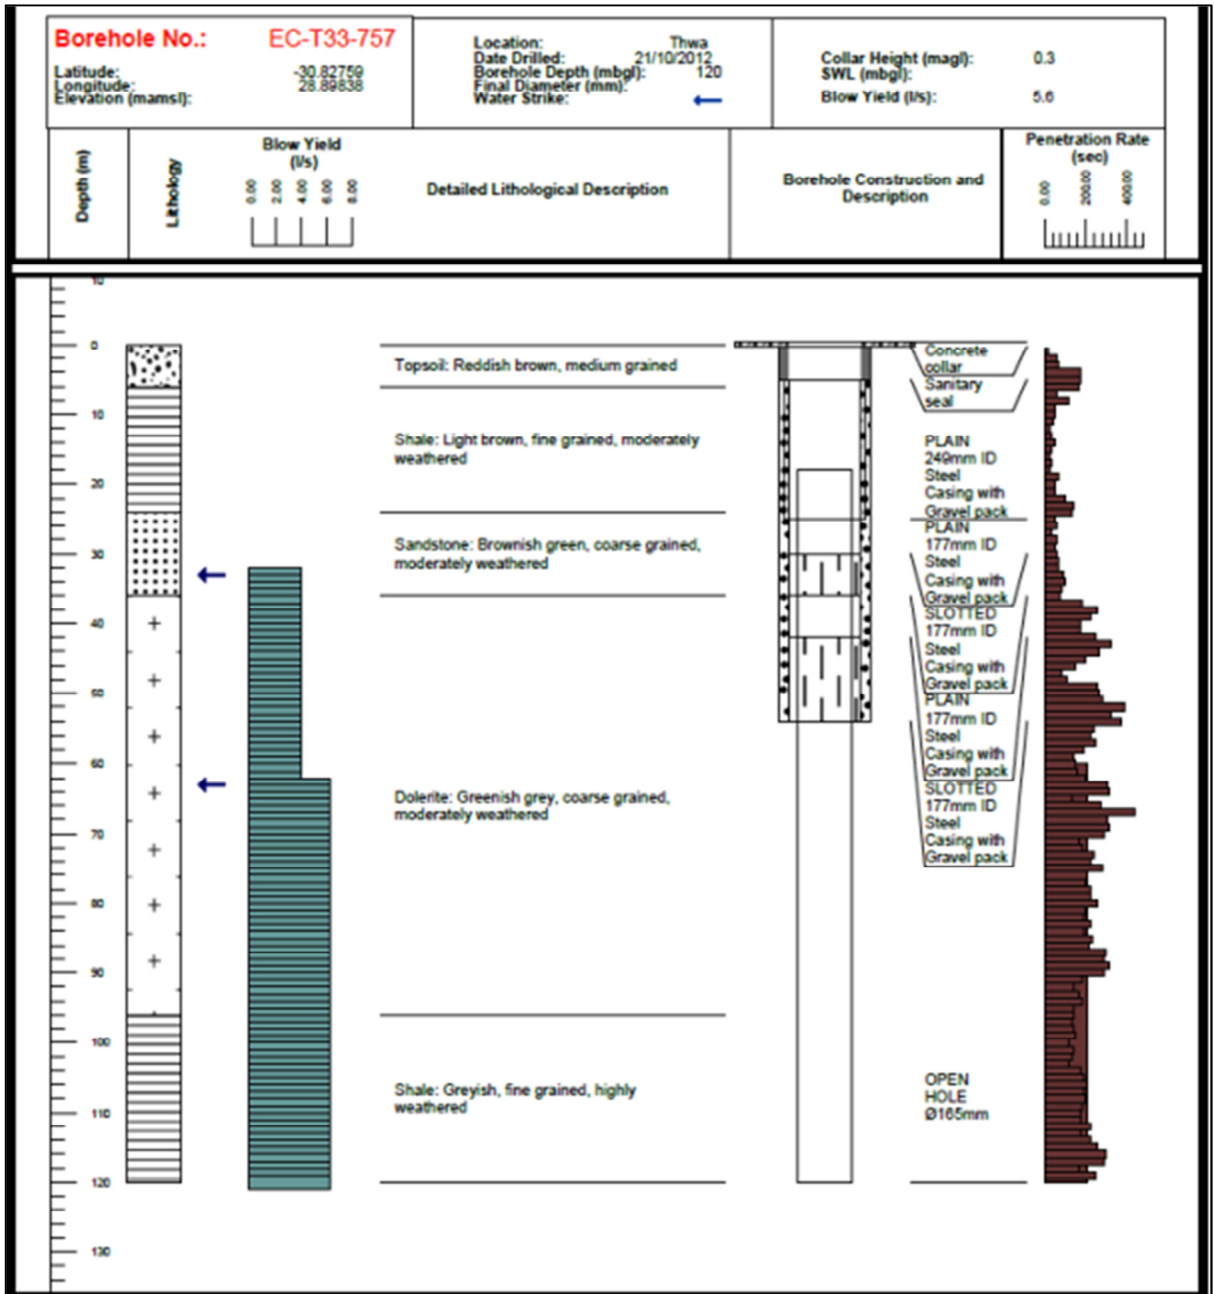 Borehole No.: EC-T33-757
Latitude: -30.82759
Longitude: 28.89838
Elevation (mamsl):
Location: Thwa
Date Drilled: 21/10/2012
Borehole Depth (mbgl): 120
Final Diameter (mm):
Water Strike:
Collar Height (magl): 0.3
SWL (mbgl):
Blow Yield (l/s): 5.6
Depth (m)
Lithology
Blow Yield
(l/s)
0.00 2.00 4.00 6.00 8.00
Detailed Lithological Description
Borehole Construction and
Description
Penetration Rate
(sec)
0.00 200.00 400.00
10
0
10
20
30
40
50
60
70
80
90
100
110
120
130
Topsoil: Reddish brown, medium grained
Shale: Light brown, fine grained, moderately
weathered
Sandstone: Brownish green, coarse grained,
moderately weathered
Dolerite: Greenish grey, coarse grained,
moderately weathered
Shale: Greyish, fine grained, highly
weathered
Concrete
collar
Sanitary
seal
PLAIN
249mm ID
Steel
Casing with
Gravel pack
PLAIN
177mm ID
Steel
Casing with
Gravel pack
SLOTTED
177mm ID
Steel
Casing with
Gravel pack
PLAIN
177mm ID
Steel
Casing with
Gravel pack
SLOTTED
177mm ID
Steel
Casing with
Gravel pack
OPEN
HOLE
Ø165mm